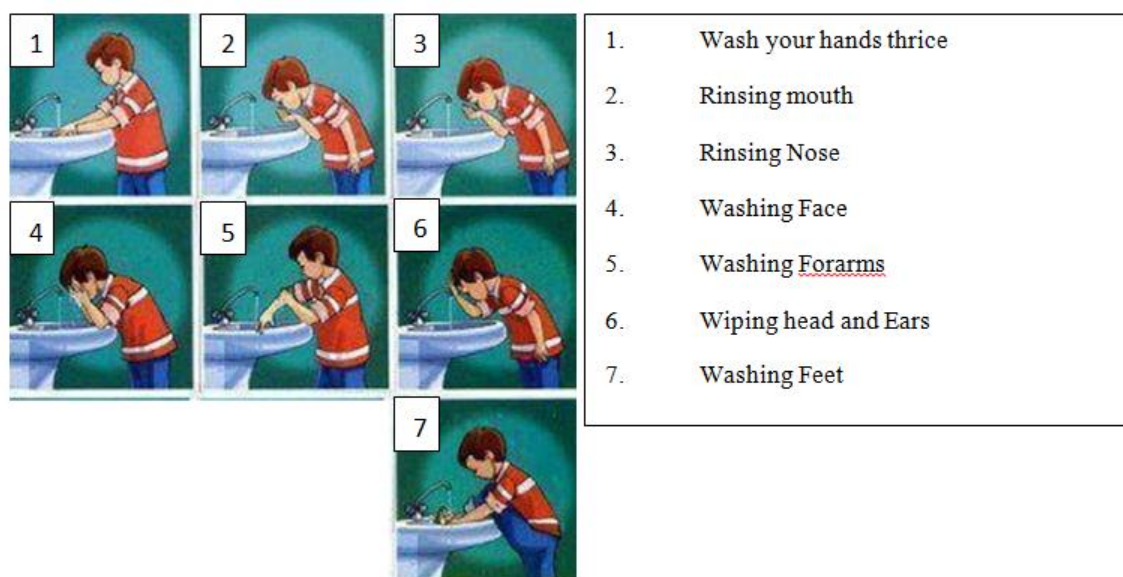 1
2
3
4
5
6
7
1. Wash your hands thrice
2. Rinsing mouth
3. Rinsing Nose
4. Washing Face
5. Washing Forarms
6. Wiping head and Ears
7. Washing Feet